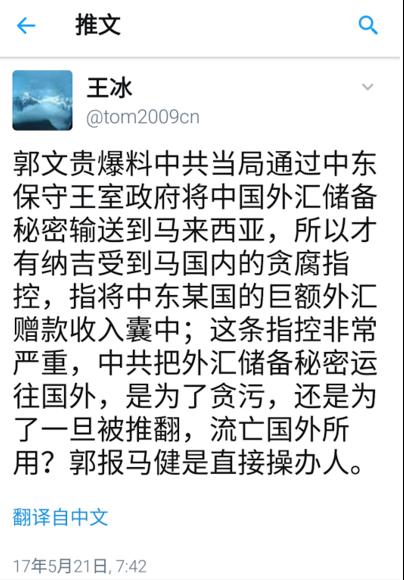 推文
王冰
@tom2009cn
郭文贵爆料中共当局通过中东
保守王室政府将中国外汇储备
秘密输送到马来西亚，所以才
有纳吉受到马国内的贪腐指
控，指将中东某国的巨额外汇
赠款收入囊中；这条指控非常
严重，中共把外汇储备秘密运
往国外，是为了贪污，还是为
了一旦被推翻，流亡国外所
用？郭报马健是直接操办人。
翻译自中文
17年5月21日, 7:42